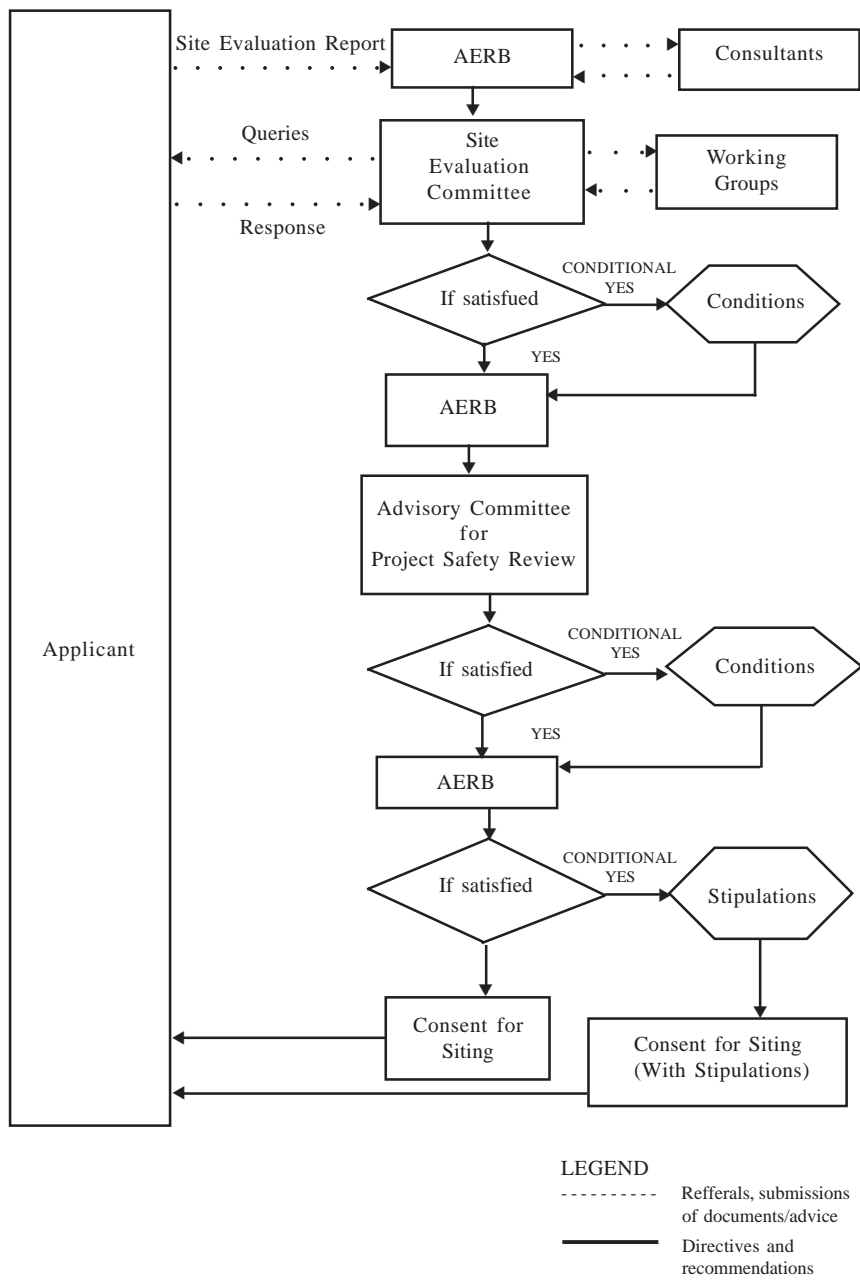 Site Evaluation Report
AERB
Consultants
Queries
Site
Evaluation
Committee
Working
Groups
Response
If satisfued
CONDITIONAL
YES
Conditions
YES
AERB
Advisory Committee
for
Project Safety Review
Applicant
If satisfied
CONDITIONAL
YES
Conditions
YES
AERB
If satisfied
CONDITIONAL
YES
Stipulations
Consent for
Siting
Consent for Siting
(With Stipulations)
LEGEND
Refferals, submissions
of documents/advice
Directives and
recommendations